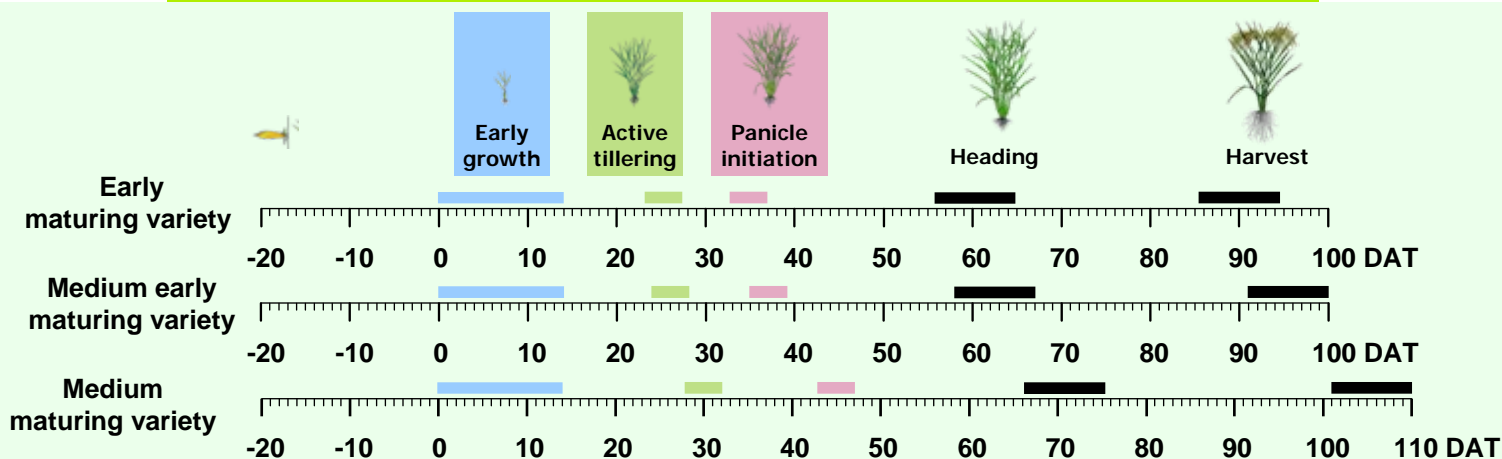 Early
growth
Active
tillering
Panicle
initiation
Heading
Harvest
Early
maturing variety
-20 -10 0 10 20 30 40 50 60 70 80 90 100 DAT
Medium early
maturing variety
-20 -10 0 10 20 30 40 50 60 70 80 90 100 DAT
Medium
maturing variety
-20 -10 0 10 20 30 40 50 60 70 80 90 100 110 DAT